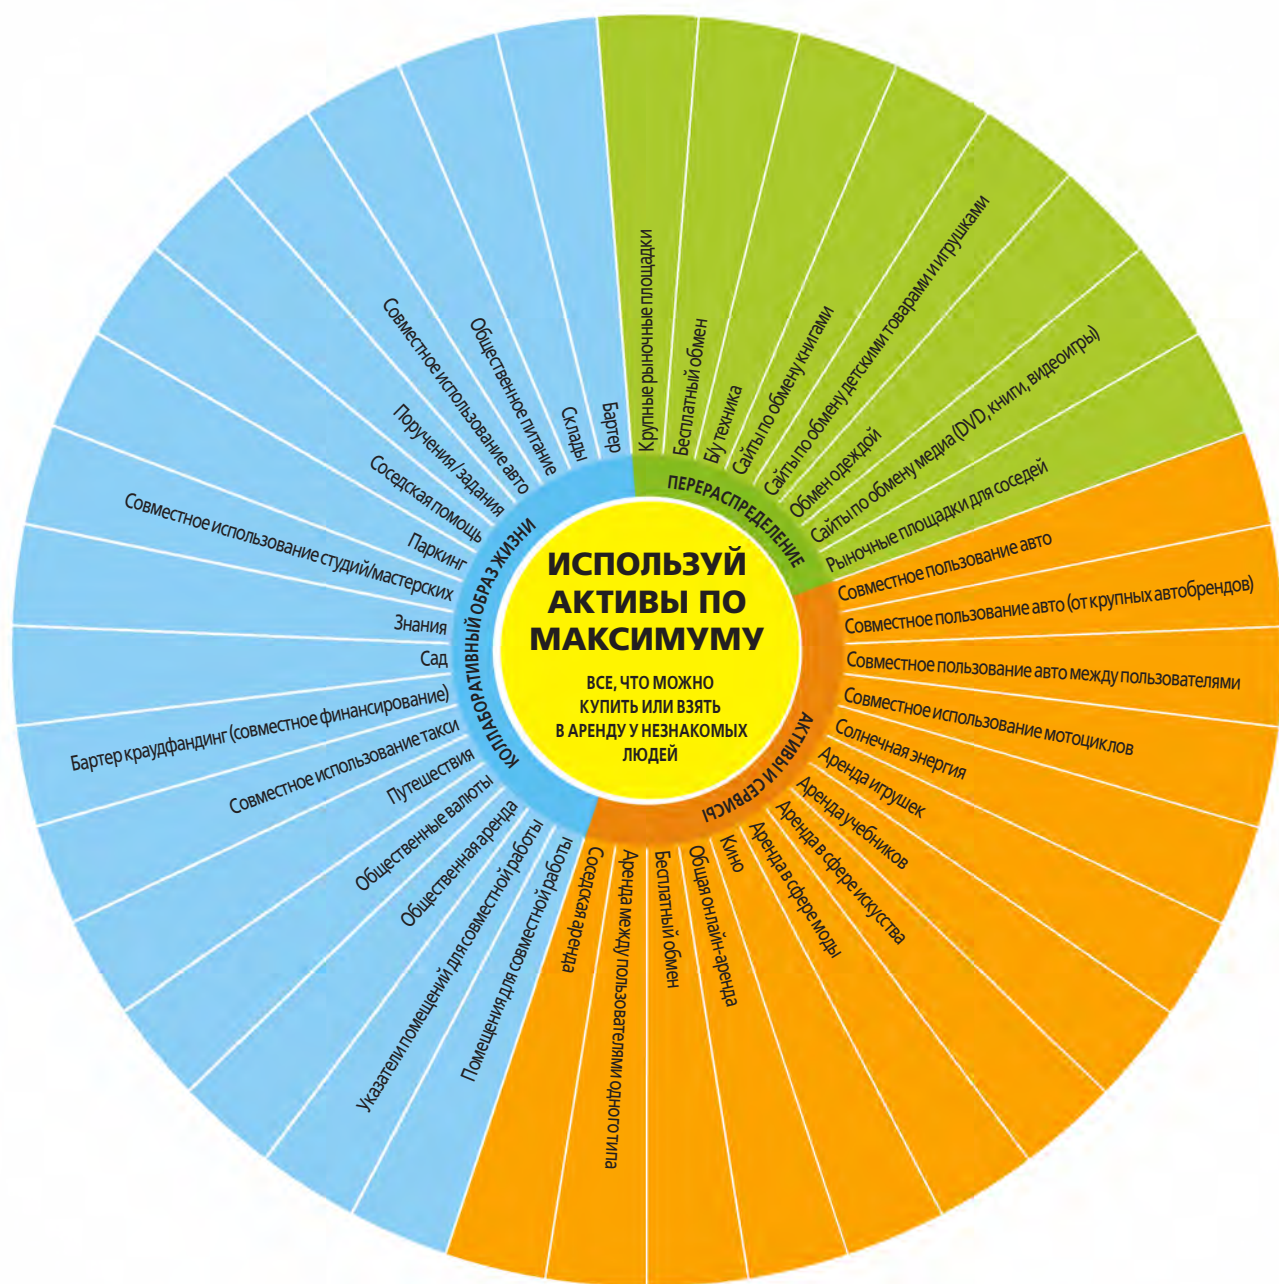 ИСПОЛЬЗУЙ
АКТИВЫ ПО
МАКСИМУМУ
ВСЕ, ЧТО МОЖНО
КУПИТЬ ИЛИ ВЗЯТЬ
В АРЕНДУ У НЕЗНАКОМЫХ
ЛЮДЕЙ
ПЕРЕРАСПРЕДЕЛЕНИЕ
Крупные рыночные площадки
Бесплатный обмен
Б/у техника
Сайты по обмену книгами
Сайты по обмену детскими товарами и игрушками
Обмен одеждой
Сайты по обмену медиа (DVD, книги, видеоигры)
Рыночные площадки для соседей
АКТИВЫ И СЕРВИСЫ
Совместное пользование авто
Совместное пользование авто (от крупных автобрендов)
Совместное пользование авто между пользователями
Совместное использование мотоциклов
Солнечная энергия
Аренда игрушек
Аренда учебников
Аренда в сфере искусства
Аренда в сфере моды
Кино
Общая онлайн-аренда
Бесплатный обмен
Аренда между пользователями одного типа
Соседская аренда
КОЛЛАБОРАТИВНЫЙ ОБРАЗ ЖИЗНИ
Помещения для совместной работы
Указатели помещений для совместной работы
Общественная аренда
Общественные валюты
Путешествия
Совместное использование такси
Бартер краудфандинг (совместное финансирование)
Сад
Знания
Совместное использование студий/мастерских
Паркинг
Соседская помощь
Поручения/задания
Совместное использование авто
Общественное питание
Склады
Бартер